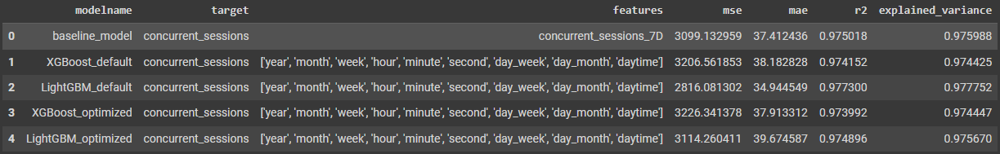 modelname target features mse mae r2 explained_variance
0 baseline_model concurrent_sessions concurrent_sessions_7D 3099.132959 37.412436 0.975018 0.975988
1 XGBoost_default concurrent_sessions ['year', 'month', 'week', 'hour', 'minute', 'second', 'day_week', 'day_month', 'daytime'] 3206.561853 38.182828 0.974152 0.974425
2 LightGBM_default concurrent_sessions ['year', 'month', 'week', 'hour', 'minute', 'second', 'day_week', 'day_month', 'daytime'] 2816.081302 34.944549 0.977300 0.977752
3 XGBoost_optimized concurrent_sessions ['year', 'month', 'week', 'hour', 'minute', 'second', 'day_week', 'day_month', 'daytime'] 3226.341378 37.913312 0.973992 0.974447
4 LightGBM_optimized concurrent_sessions ['year', 'month', 'week', 'hour', 'minute', 'second', 'day_week', 'day_month', 'daytime'] 3114.260411 39.674587 0.974896 0.975670